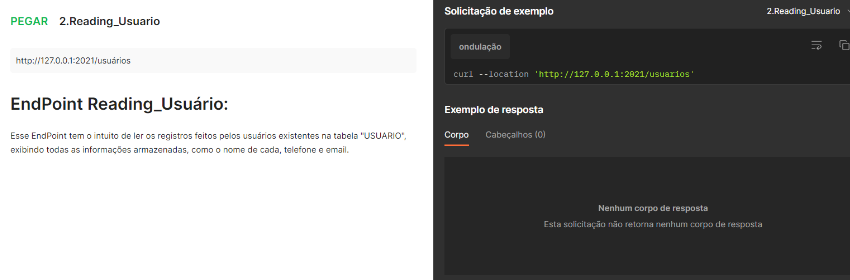 PEGAR 2.Reading_Usuario
http://127.0.0.1:2021/usuários
EndPoint Reading_Usuário:
Esse EndPoint tem o intuito de ler os registros feitos pelos usuários existentes na tabela "USUARIO",
exibindo todas as informações armazenadas, como o nome de cada, telefone e email.
Solicitação de exemplo
2.Reading_Usuario
ondulação
curl --location 'http://127.0.0.1:2021/usuarios'
Exemplo de resposta
Corpo Cabeçalhos (0)
Nenhum corpo de resposta
Esta solicitação não retorna nenhum corpo de resposta